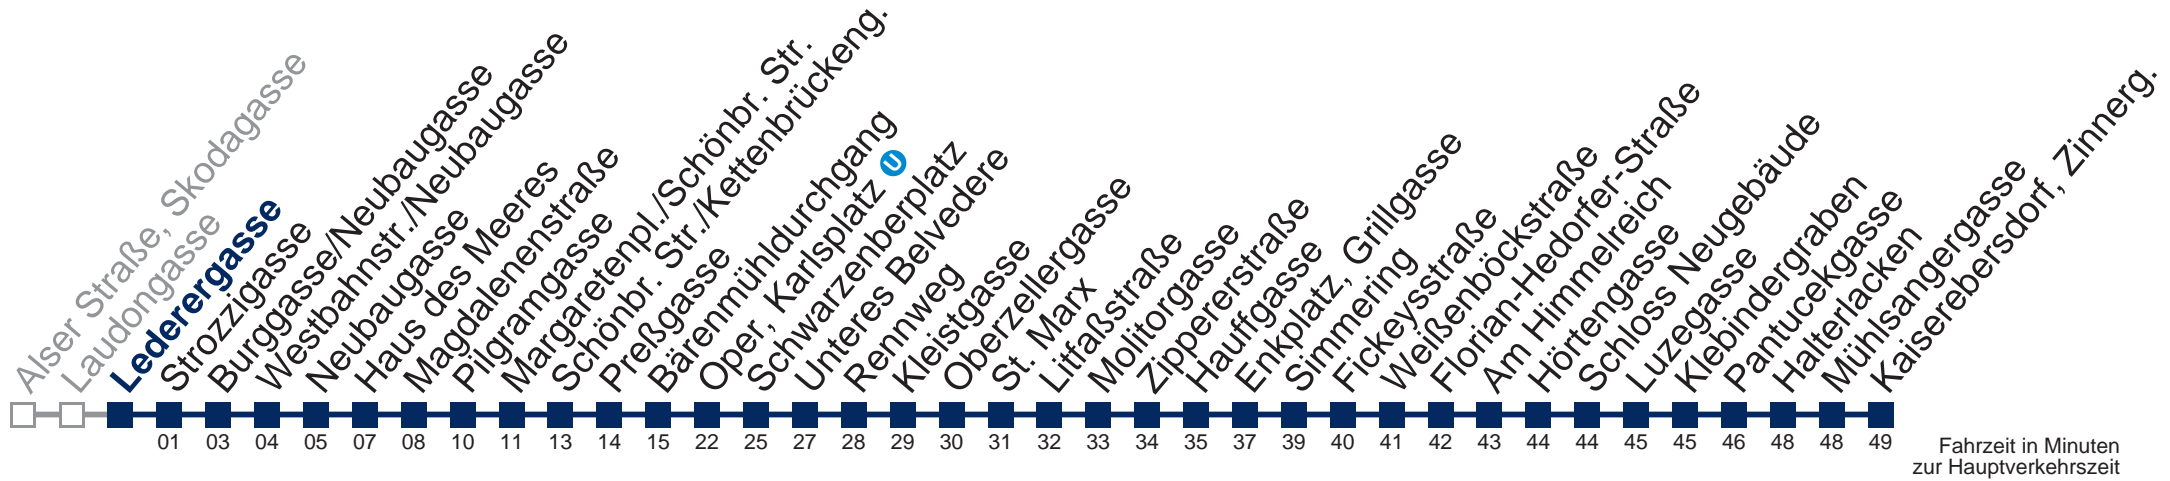 Alser Straße, Skodagasse
Laudongasse
Lederergasse
Strozzigasse
Burggasse/Neubaugasse
Westbahnstr./Neubaugasse
Neubaugasse
Haus des Meeres
Magdalenenstraße
Pilgramgasse
Margaretenpl./Schönbr. Str.
Schönbr. Str./Kettenbrückeng.
Preßgasse
Bärenmühldurchgang
Oper, Karlsplatz U
Schwarzenbergplatz
Unteres Belvedere
Rennweg
Kleistgasse
Oberzellergasse
St. Marx
Litfaßstraße
Molitorgasse
Zippererstraße
Hauffgasse
Enkplatz, Grillgasse
Simmering
Fickeysstraße
Weißenböckstraße
Florian-Hedorfer-Straße
Am Himmelreich
Hörtengasse
Schloss Neugebäude
Luzegasse
Klebindergraben
Pantucekgasse
Halterlacken
Mühlsangergasse
Kaiserebersdorf, Zinnerg.
01 03 04 05 07 08 10 11 13 14 15 22 25 27 28 29 30 31 32 33 34 35 37 39 40 41 42 43 44 44 45 45 46 48 48 49
Fahrzeit in Minuten
zur Hauptverkehrszeit